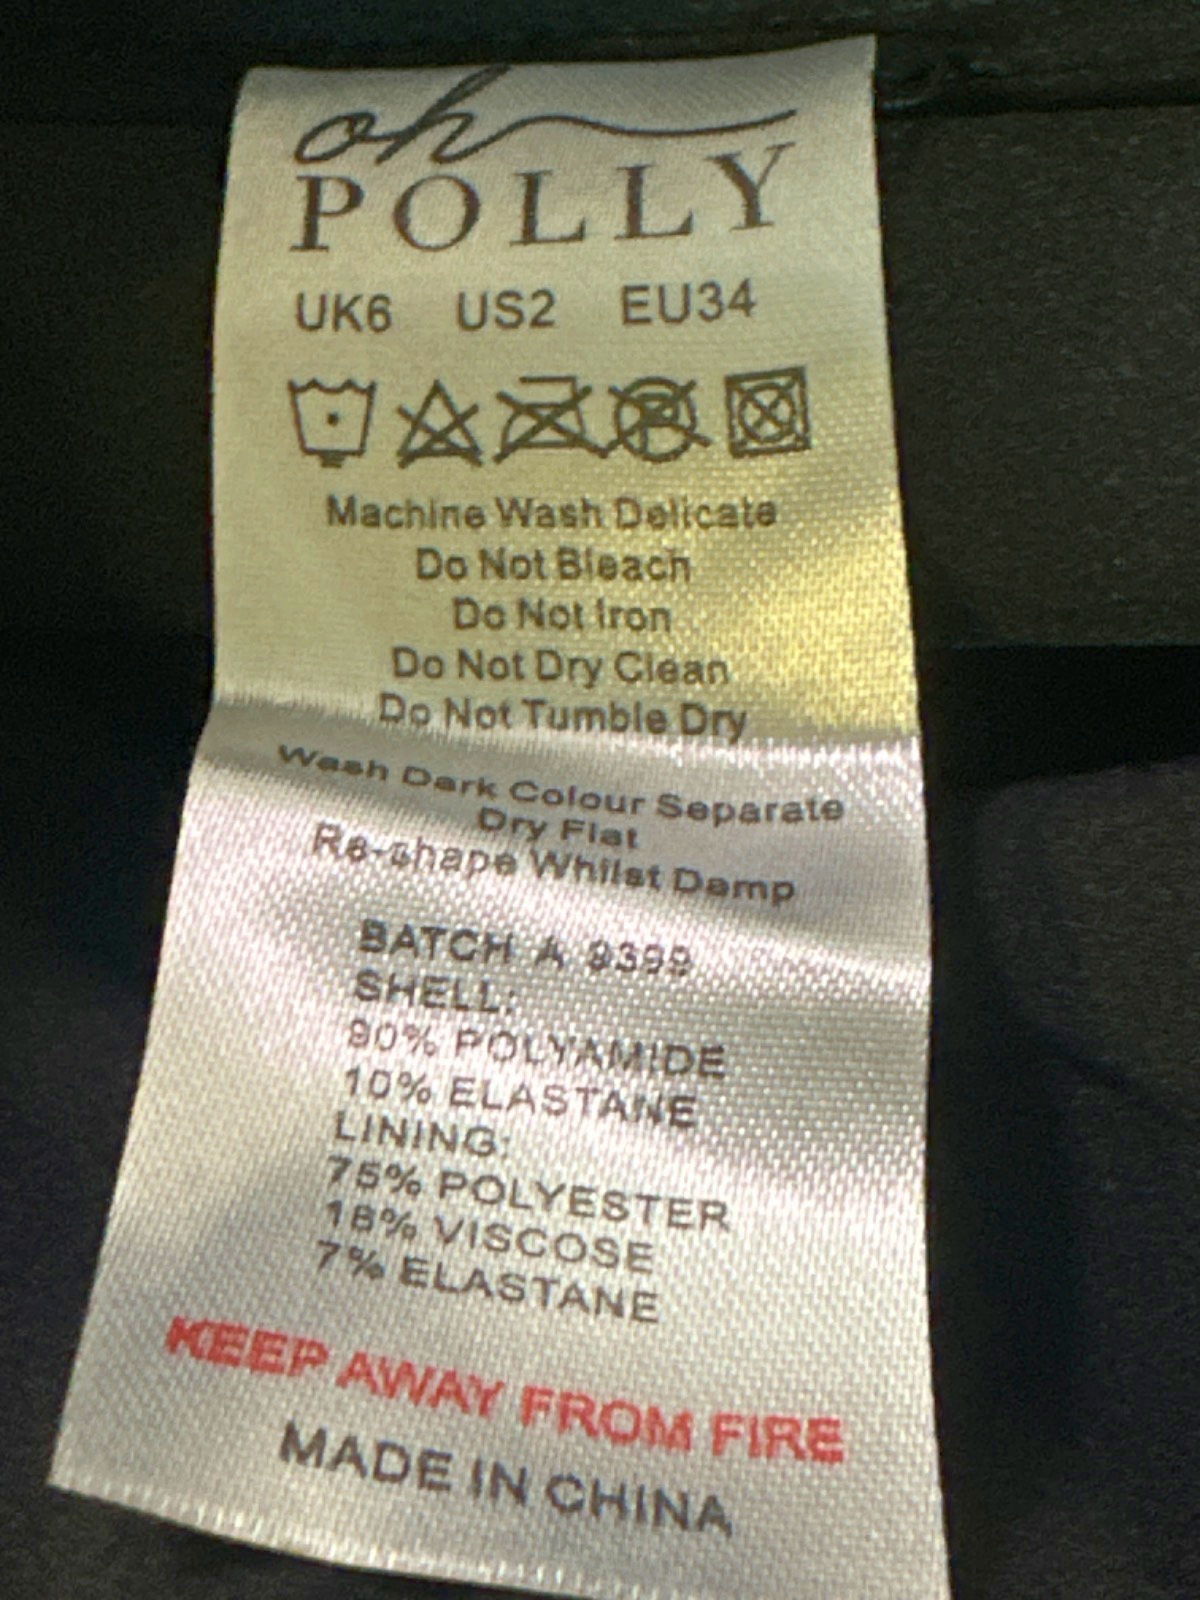 oh
POLLY
UK6 US2 EU34
P
Machine Wash Delicate
Do Not Bleach
Do Not Iron
Do Not Dry Clean
Do Not Tumble Dry
Wash Dark Colour Separate
Dry Flat
Re-shape Whilst Damp
BATCH A 9399
SHELL:
90% POLYAMIDE
10% ELASTANE
LINING:
75% POLYESTER
18% VISCOSE
7% ELASTANE
KEEP AWAY FROM FIRE
MADE IN CHINA